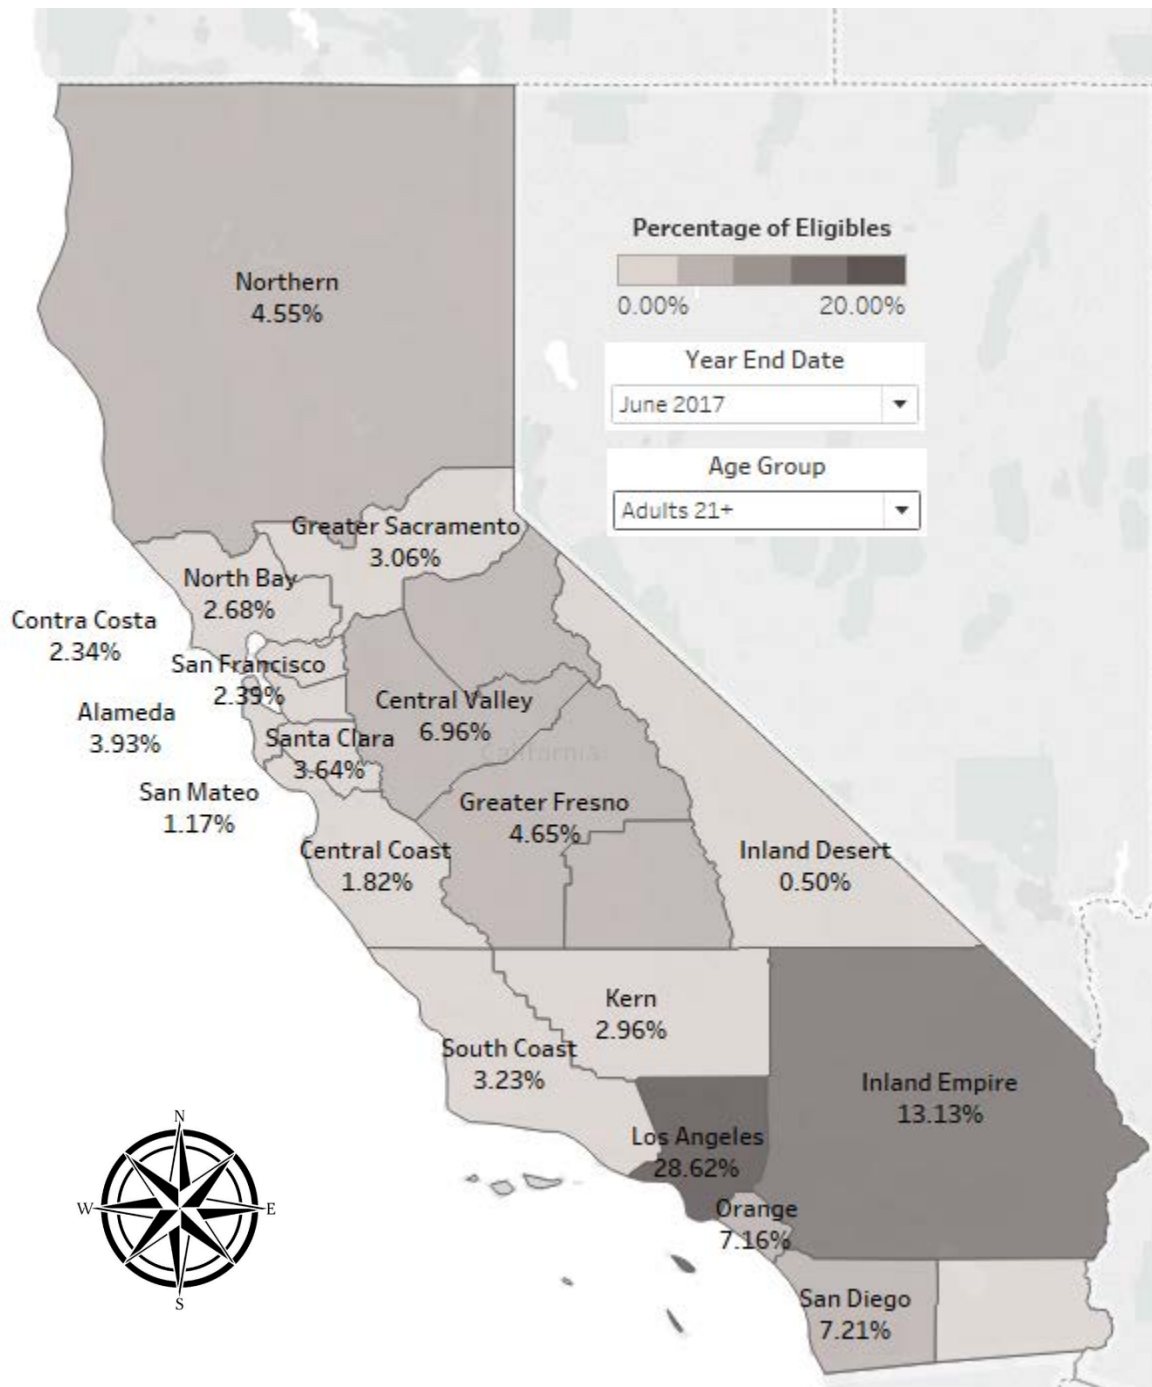 Percentage of Eligibles
0.00% 20.00%
Year End Date
June 2017
Age Group
Adults 21+
Northern
4.55%
Greater Sacramento
3.06%
North Bay
2.68%
Contra Costa
2.34%
San Francisco
2.39%
Alameda
3.93%
Central Valley
6.96%
Santa Clara
3.64%
California
San Mateo
1.17%
Greater Fresno
4.65%
Central Coast
1.82%
Inland Desert
0.50%
Kern
2.96%
South Coast
3.23%
Inland Empire
13.13%
Los Angeles
28.62%
Orange
7.16%
San Diego
7.21%
N
W E
S